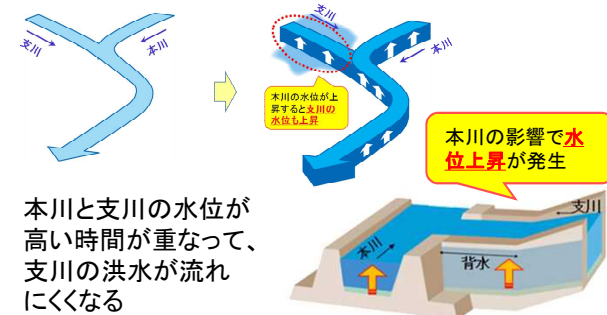 支川
本川
支川
本川
本川の水位が上
昇すると支川の
水位も上昇
本川の影響で水
位上昇が発生
本川と支川の水位が
高い時間が重なって、
支川の洪水が流れ
にくくなる
支川
本川
背水